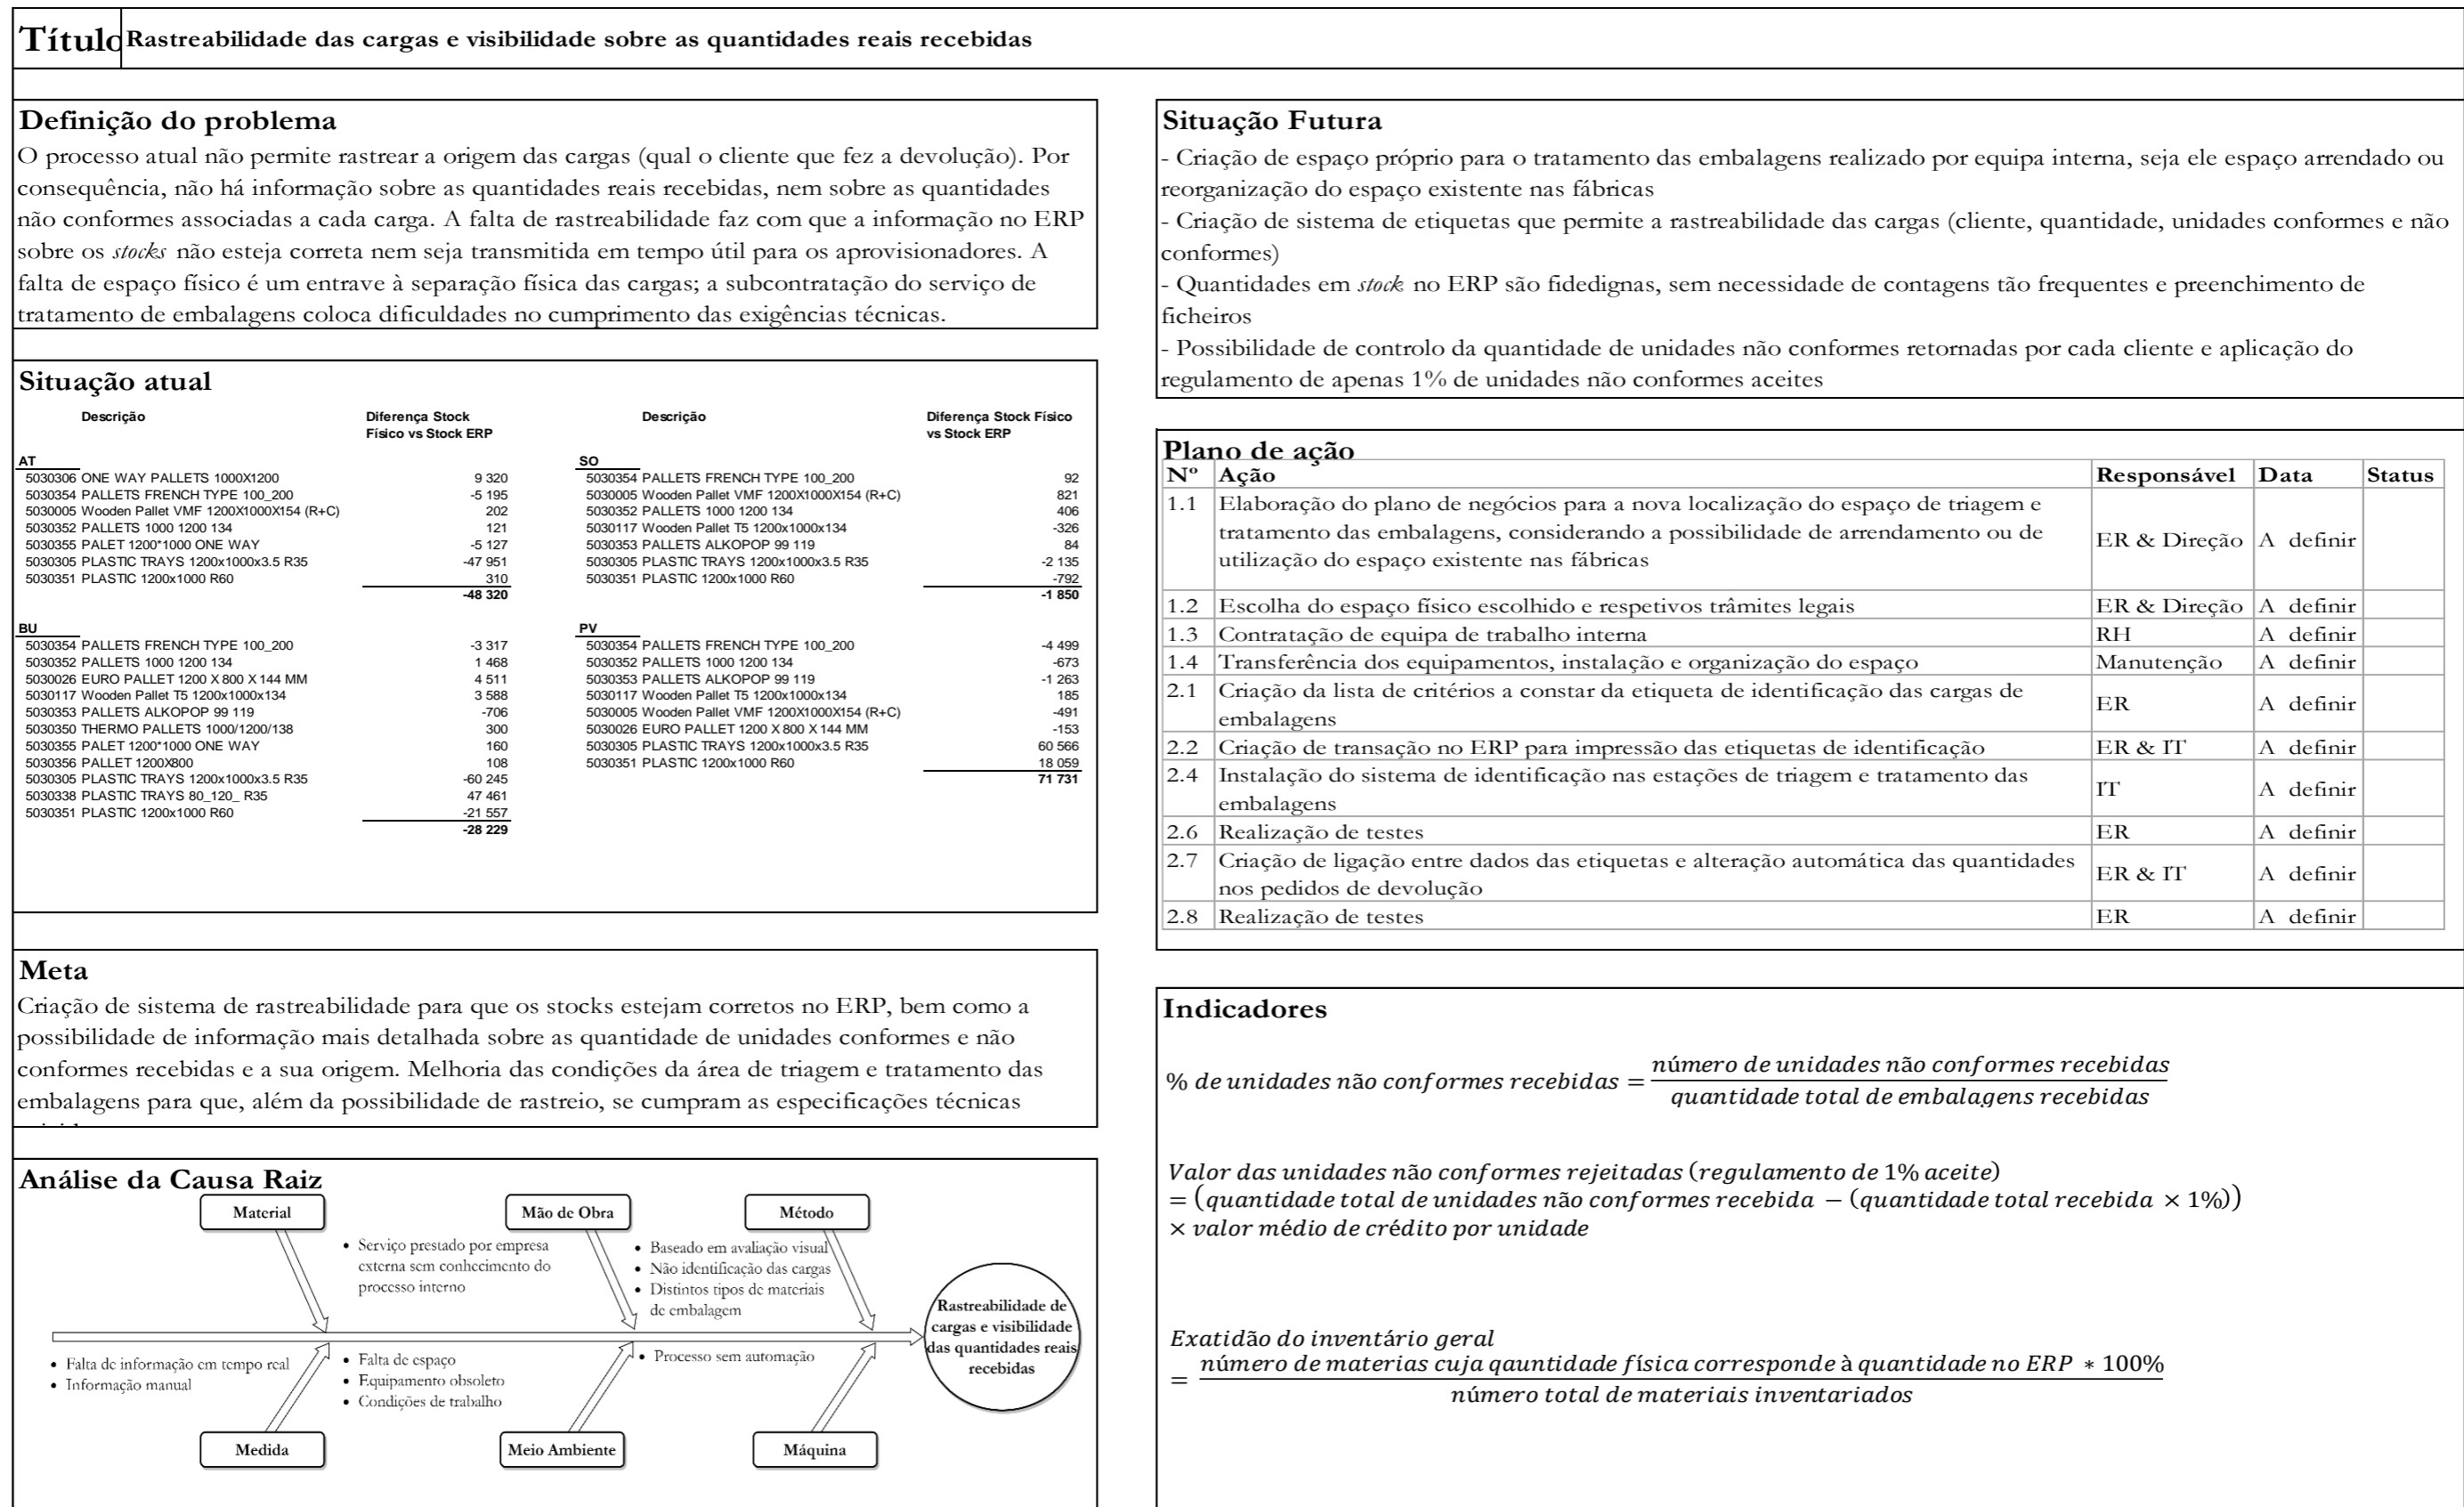 Título Rastreabilidade das cargas e visibilidade sobre as quantidades reais recebidas
Definição do problema
O processo atual não permite rastrear a origem das cargas (qual o cliente que fez a devolução). Por
consequência, não há informação sobre as quantidades reais recebidas, nem sobre as quantidades
não conformes associadas a cada carga. A falta de rastreabilidade faz com que a informação no ERP
sobre os stocks não esteja correta nem seja transmitida em tempo útil para os aprovisionadores. A
falta de espaço físico é um entrave à separação física das cargas; a subcontratação do serviço de
tratamento de embalagens coloca dificuldades no cumprimento das exigências técnicas.
Situação atual
Descrição Diferença Stock
Físico vs Stock ERP
AT
5030306 ONE WAY PALLETS 1000X1200 9 320
5030354 PALLETS FRENCH TYPE 100_200 -5 195
5030005 Wooden Pallet VMF 1200X1000X154 (R+C) 202
5030352 PALLETS 1000 1200 134 121
5030355 PALET 1200*1000 ONE WAY -5 127
5030305 PLASTIC TRAYS 1200x1000x3.5 R35 -47 951
5030351 PLASTIC 1200x1000 R60 310
-48 320
BU
5030354 PALLETS FRENCH TYPE 100_200 -3 317
5030352 PALLETS 1000 1200 134 1 468
5030026 EURO PALLET 1200 X 800 X 144 MM 4 511
5030117 Wooden Pallet T5 1200x1000x134 3 588
5030353 PALLETS ALKOPOP 99 119 -706
5030350 THERMO PALLETS 1000/1200/138 300
5030355 PALET 1200*1000 ONE WAY 160
5030356 PALLET 1200X800 108
5030305 PLASTIC TRAYS 1200x1000x3.5 R35 -60 245
5030338 PLASTIC TRAYS 80_120_ R35 47 461
5030351 PLASTIC 1200x1000 R60 -21 557
-28 229
Descrição Diferença Stock Físico
vs Stock ERP
SO
5030354 PALLETS FRENCH TYPE 100_200 92
5030005 Wooden Pallet VMF 1200X1000X154 (R+C) 821
5030352 PALLETS 1000 1200 134 406
5030117 Wooden Pallet T5 1200x1000x134 -326
5030353 PALLETS ALKOPOP 99 119 84
5030305 PLASTIC TRAYS 1200x1000x3.5 R35 -2 135
5030351 PLASTIC 1200x1000 R60 -792
-1 850
PV
5030354 PALLETS FRENCH TYPE 100_200 -4 499
5030352 PALLETS 1000 1200 134 -673
5030353 PALLETS ALKOPOP 99 119 -1 263
5030117 Wooden Pallet T5 1200x1000x134 185
5030005 Wooden Pallet VMF 1200X1000X154 (R+C) -491
5030026 EURO PALLET 1200 X 800 X 144 MM -153
5030305 PLASTIC TRAYS 1200x1000x3.5 R35 60 566
5030351 PLASTIC 1200x1000 R60 18 059
71 731
Meta
Criação de sistema de rastreabilidade para que os stocks estejam corretos no ERP, bem como a
possibilidade de informação mais detalhada sobre as quantidade de unidades conformes e não
conformes recebidas e a sua origem. Melhoria das condições da área de triagem e tratamento das
embalagens para que, além da possibilidade de rastreio, se cumpram as especificações técnicas
Análise da Causa Raiz
Material
Mão de Obra
Método
• Serviço prestado por empresa
externa sem conhecimento do
processo interno
• Baseado em avaliação visual
• Não identificação das cargas
• Distintos tipos de materiais
de embalagem
Rastreabilidade de
cargas e visibilidade
das quantidades reais
recebidas
• Falta de informação em tempo real
• Informação manual
• Falta de espaço
• Equipamento obsoleto
• Condições de trabalho
• Processo sem automação
Medida
Meio Ambiente
Máquina
Situação Futura
- Criação de espaço próprio para o tratamento das embalagens realizado por equipa interna, seja ele espaço arrendado ou
reorganização do espaço existente nas fábricas
- Criação de sistema de etiquetas que permite a rastreabilidade das cargas (cliente, quantidade, unidades conformes e não
conformes)
- Quantidades em stock no ERP são fidedignas, sem necessidade de contagens tão frequentes e preenchimento de
ficheiros
- Possibilidade de controlo da quantidade de unidades não conformes retornadas por cada cliente e aplicação do
regulamento de apenas 1% de unidades não conformes aceites
Plano de ação
Nº Ação Responsável Data Status
1.1 Elaboração do plano de negócios para a nova localização do espaço de triagem e
tratamento das embalagens, considerando a possibilidade de arrendamento ou de
utilização do espaço existente nas fábricas
ER & Direção A definir
1.2 Escolha do espaço físico escolhido e respetivos trâmites legais ER & Direção A definir
1.3 Contratação de equipa de trabalho interna RH A definir
1.4 Transferência dos equipamentos, instalação e organização do espaço Manutenção A definir
2.1 Criação da lista de critérios a constar da etiqueta de identificação das cargas de
embalagens
ER A definir
2.2 Criação de transação no ERP para impressão das etiquetas de identificação ER & IT A definir
2.4 Instalação do sistema de identificação nas estações de triagem e tratamento das
embalagens
IT A definir
2.6 Realização de testes ER A definir
2.7 Criação de ligação entre dados das etiquetas e alteração automática das quantidades
nos pedidos de devolução
ER & IT A definir
2.8 Realização de testes ER A definir
Indicadores
% de unidades não conformes recebidas = número de unidades não conformes recebidas
quantidade total de embalagens recebidas
Valor das unidades não conformes rejeitadas (regulamento de 1% aceite)
= (quantidade total de unidades não conformes recebida − (quantidade total recebida × 1%))
× valor médio de crédito por unidade
Exatidão do inventário geral
= número de materias cuja qauntidade física corresponde à quantidade no ERP * 100%
número total de materiais inventariados